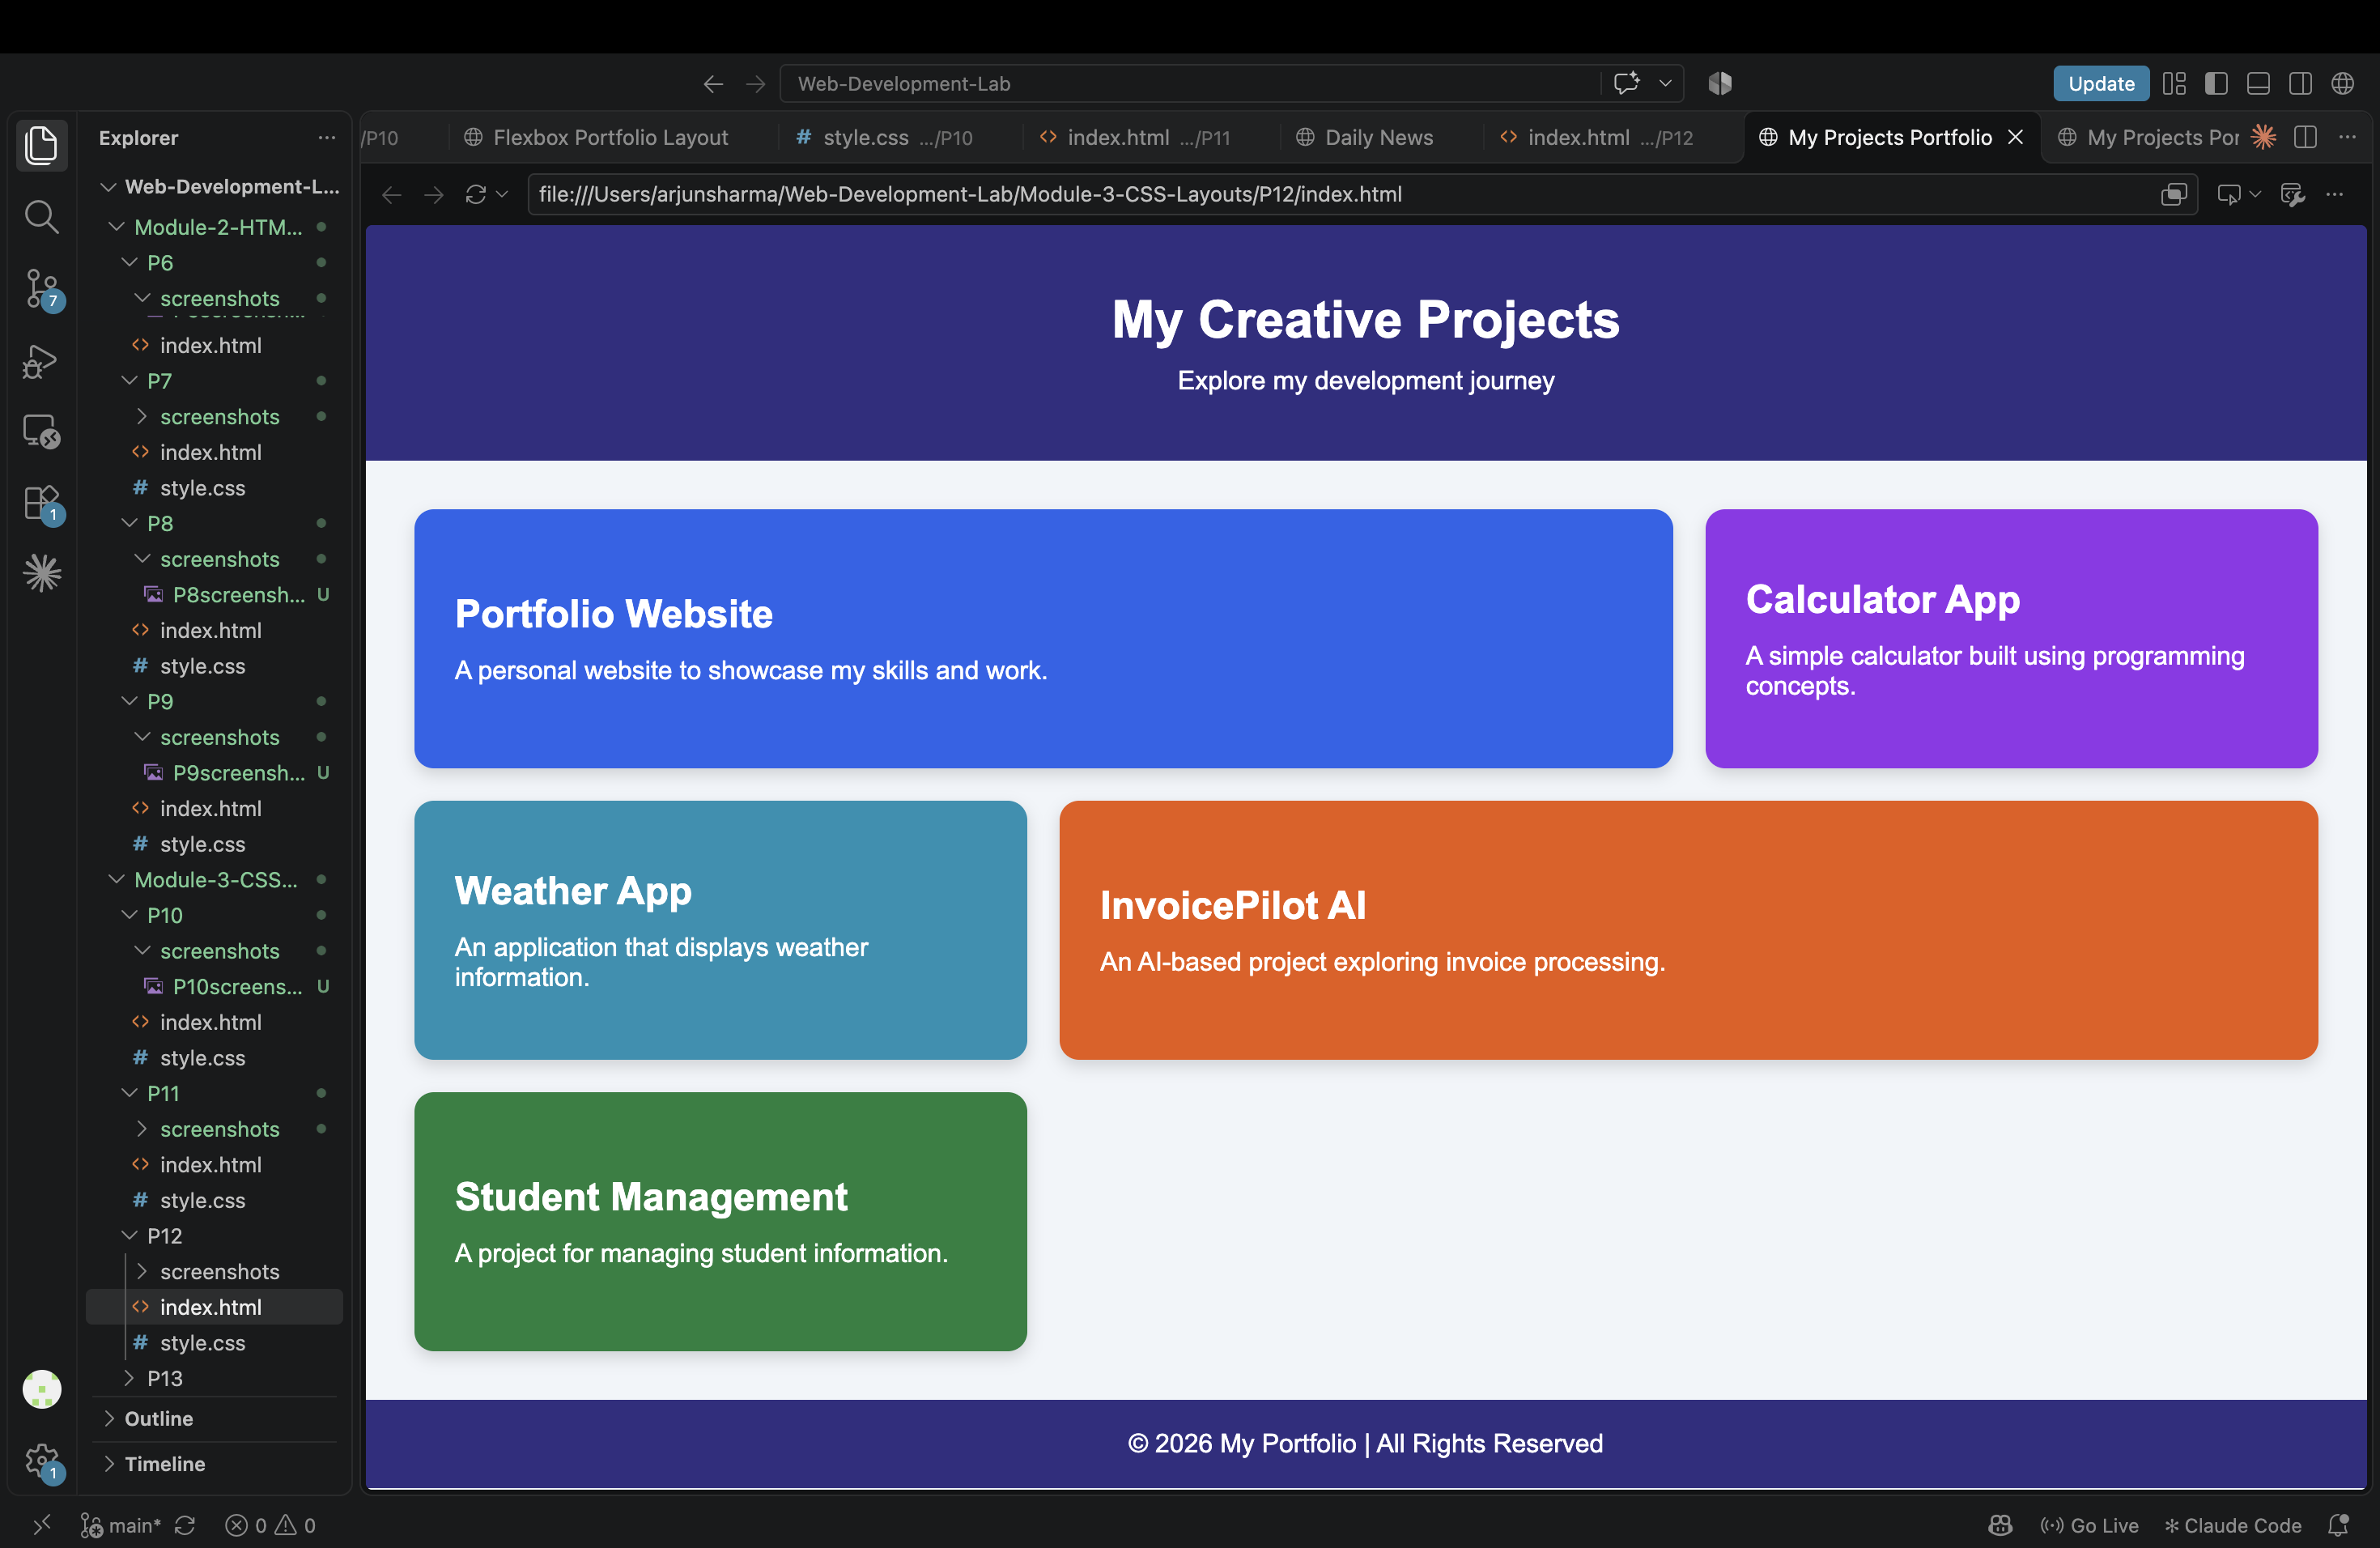 Web-Development-Lab
Update
Explorer
/P10
Flexbox Portfolio Layout
style.css .../P10
index.html .../P11
Daily News
index.html .../P12
My Projects Portfolio
My Projects Por
file:///Users/arjunsharma/Web-Development-Lab/Module-3-CSS-Layouts/P12/index.html
Web-Development-L...
Module-2-HTM...
P6
screenshots
index.html
P7
screenshots
index.html
style.css
P8
screenshots
P8screensh... U
index.html
style.css
P9
screenshots
P9screensh... U
index.html
style.css
Module-3-CSS...
P10
screenshots
P10screens... U
index.html
style.css
P11
screenshots
index.html
style.css
P12
screenshots
index.html
style.css
P13
Outline
Timeline
7
1
1
My Creative Projects
Explore my development journey
Portfolio Website
A personal website to showcase my skills and work.
Calculator App
A simple calculator built using programming
concepts.
Weather App
An application that displays weather
information.
InvoicePilot AI
An AI-based project exploring invoice processing.
Student Management
A project for managing student information.
© 2026 My Portfolio | All Rights Reserved
main*
0
0
Go Live
Claude Code